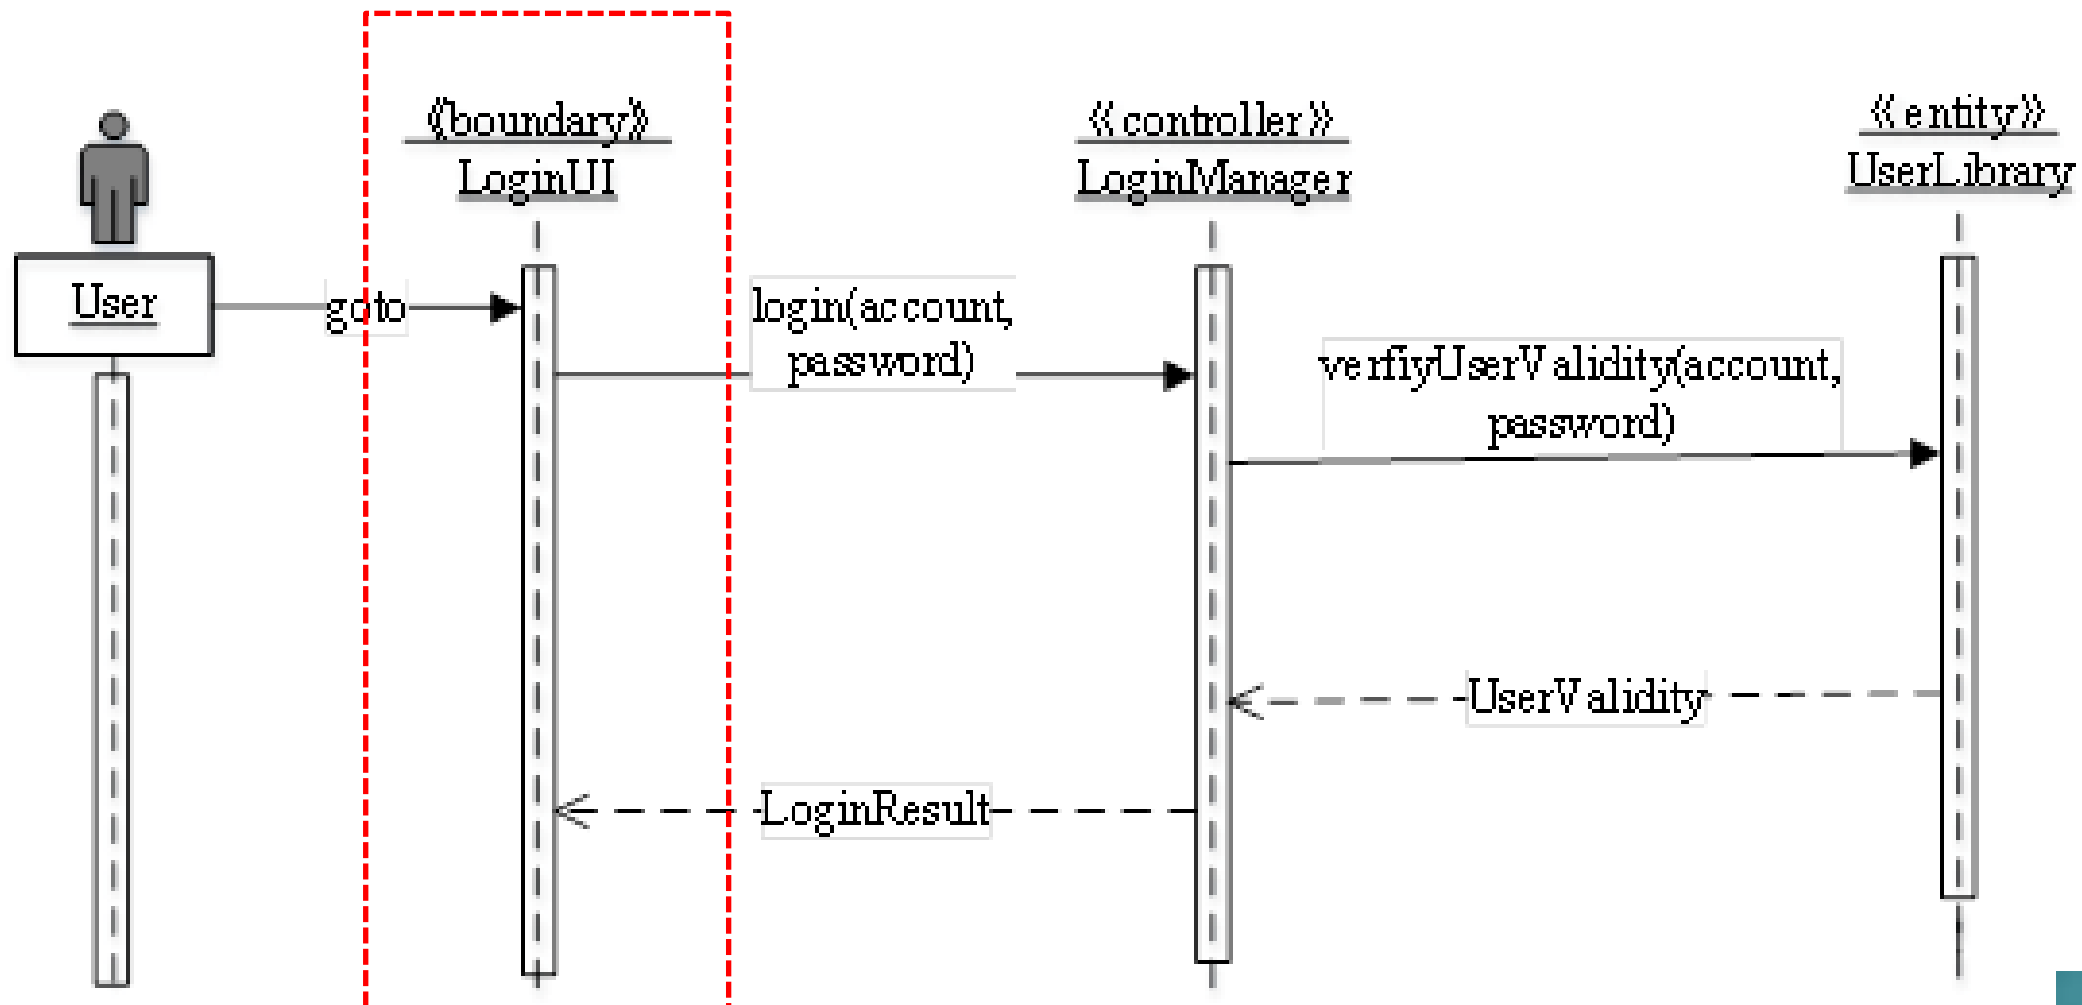 《boundary》
LoginUI
《controller》
LoginManager
《entity》
UserLibrary
User
goto
login(account,
password)
verfiyUserValidity(account,
password)
UserValidity
LoginResult